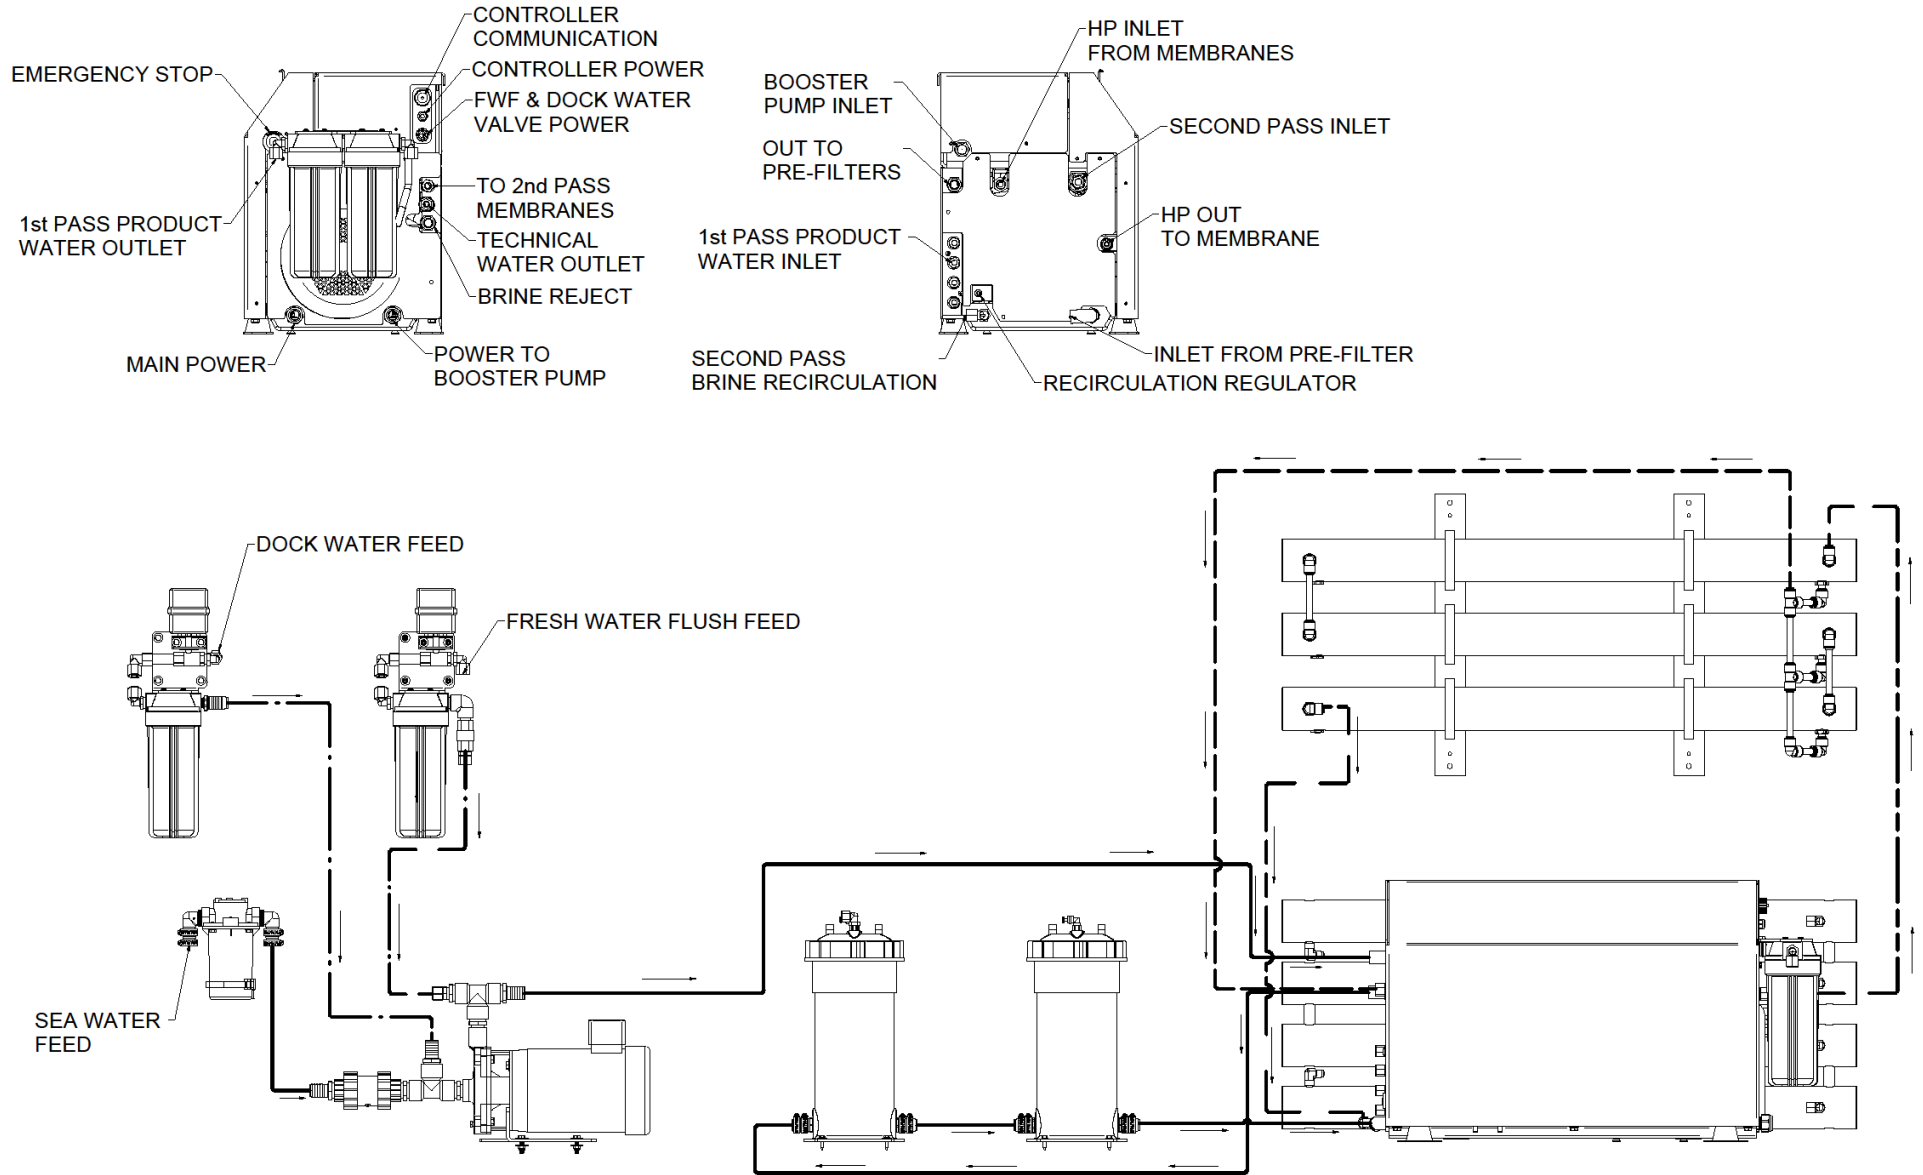 CONTROLLER
COMMUNICATION
EMERGENCY STOP
CONTROLLER POWER
FWF & DOCK WATER
VALVE POWER
TO 2nd PASS
MEMBRANES
1st PASS PRODUCT
WATER OUTLET
TECHNICAL
WATER OUTLET
BRINE REJECT
MAIN POWER
POWER TO
BOOSTER PUMP
HP INLET
FROM MEMBRANES
BOOSTER
PUMP INLET
SECOND PASS INLET
OUT TO
PRE-FILTERS
HP OUT
TO MEMBRANE
1st PASS PRODUCT
WATER INLET
SECOND PASS
BRINE RECIRCULATION
INLET FROM PRE-FILTER
RECIRCULATION REGULATOR
DOCK WATER FEED
FRESH WATER FLUSH FEED
SEA WATER
FEED